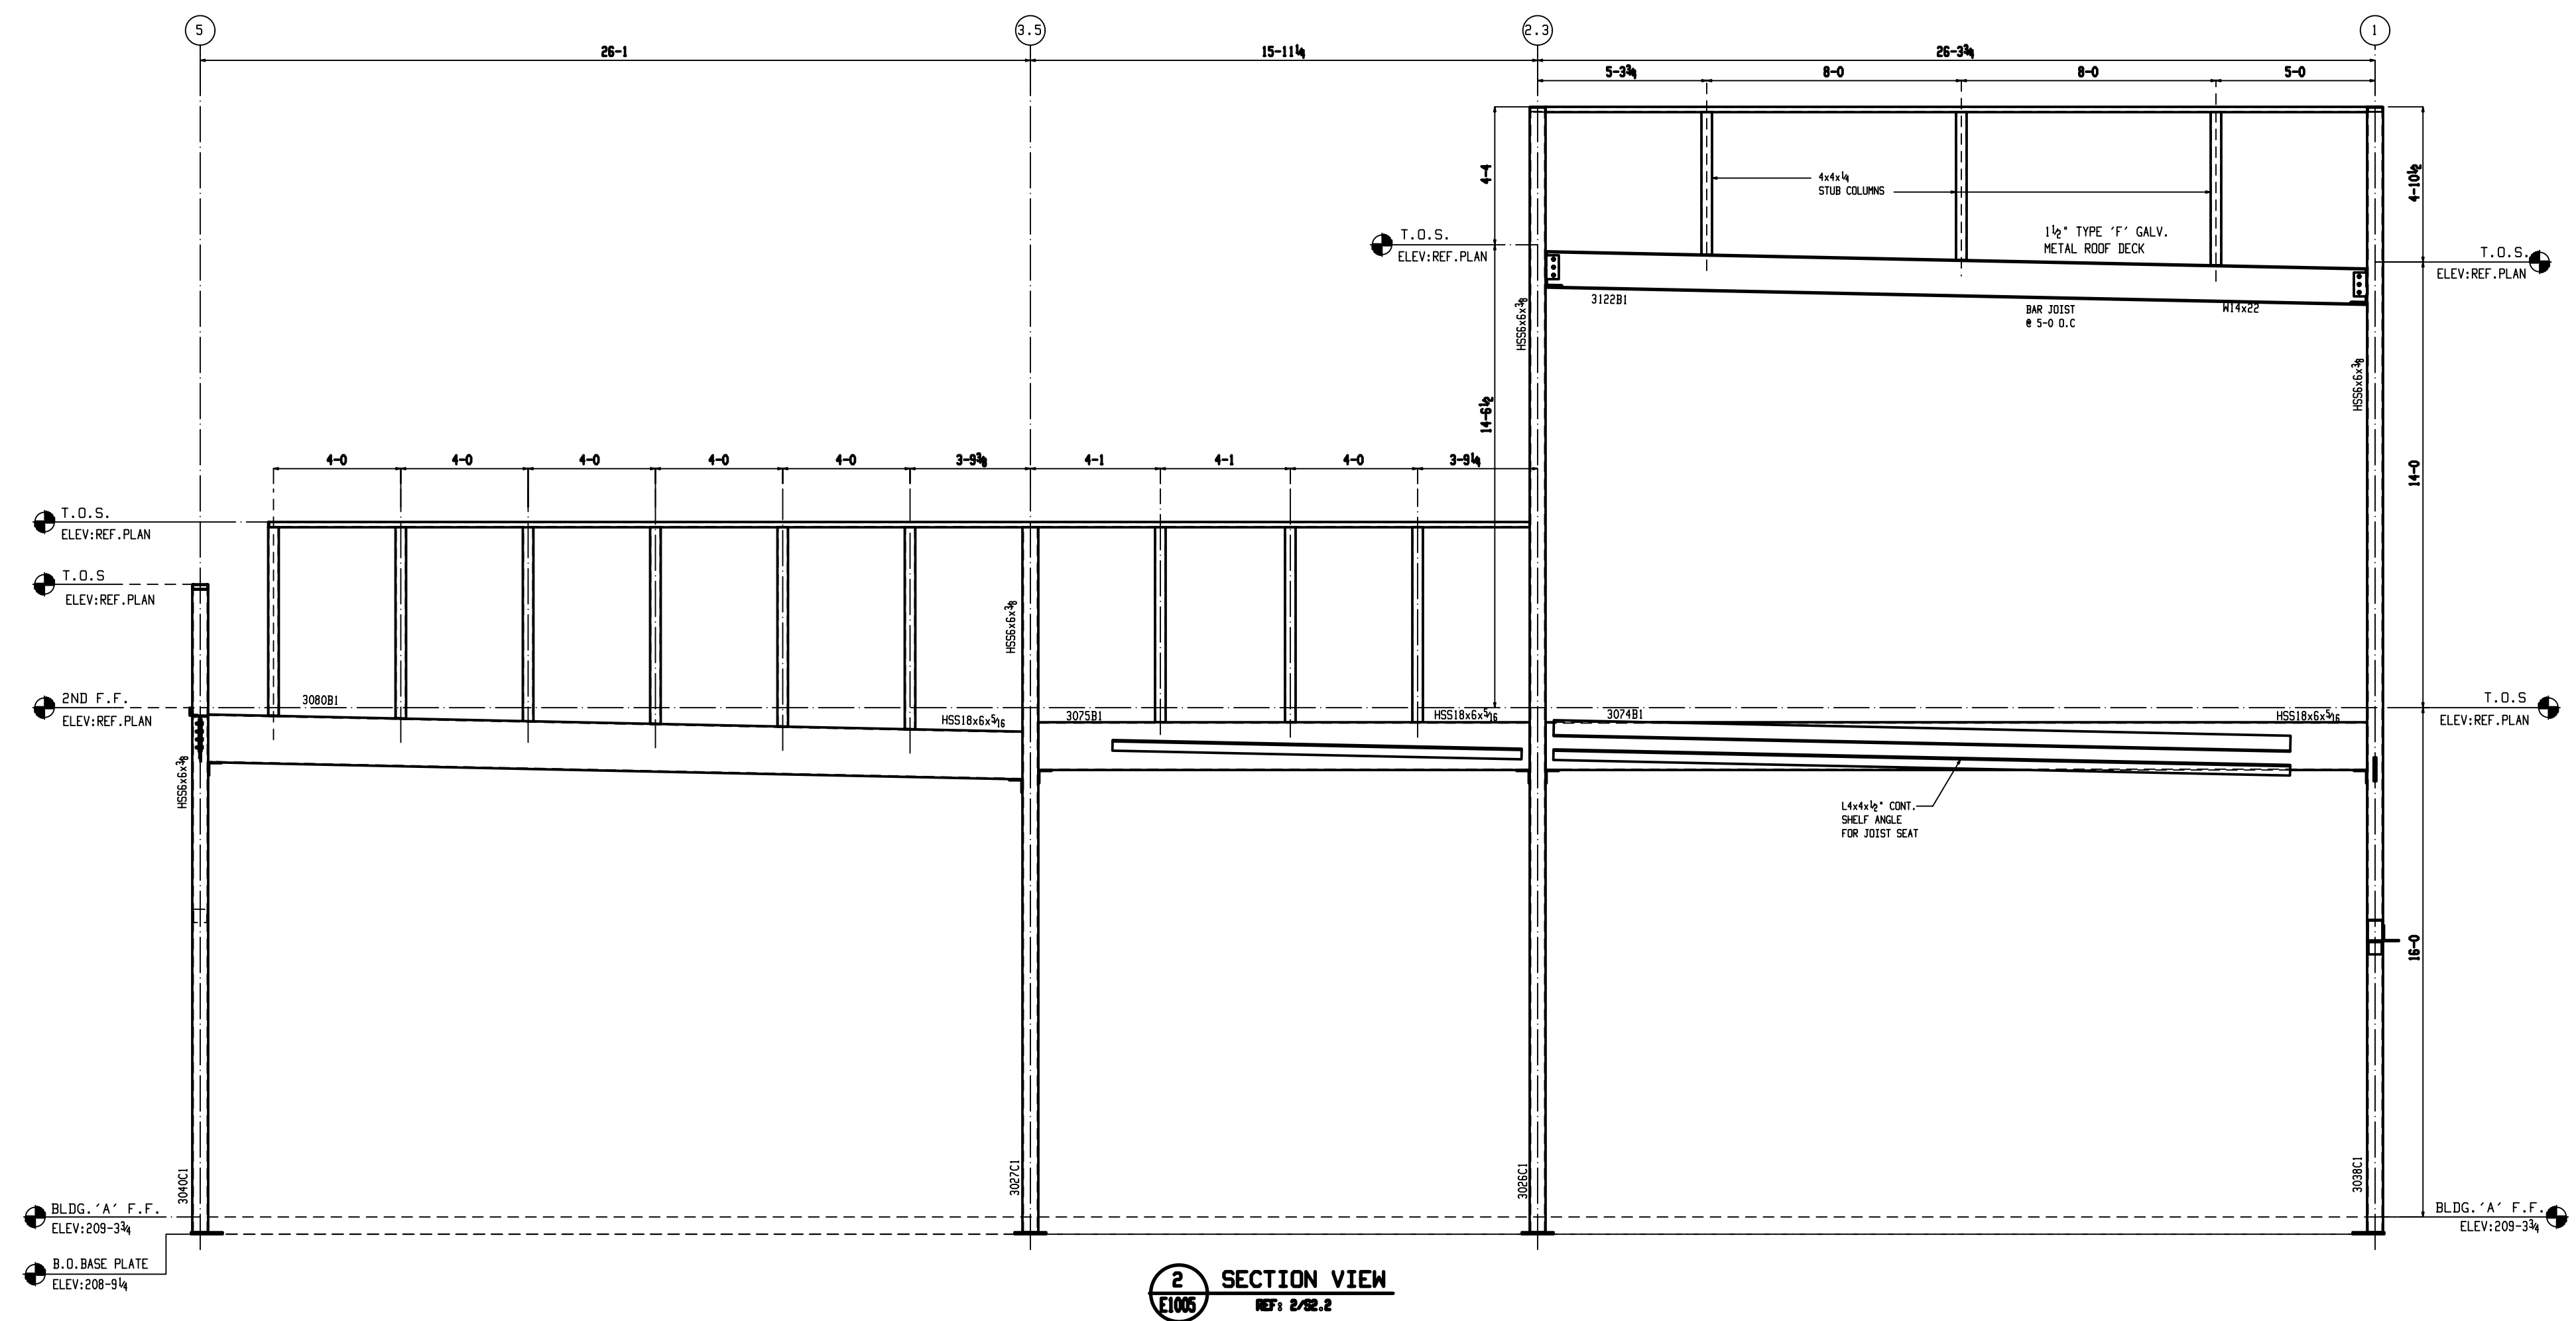 5
3.5
2.3
1
26-1
15-11¼
26-3¾
5-3¾
8-0
8-0
5-0
4-4
4x4x¼
STUB COLUMNS
4-10½
1½" TYPE 'F' GALV.
METAL ROOF DECK
T.O.S.
ELEV:REF.PLAN
T.O.S.
ELEV:REF.PLAN
3122B1
BAR JOIST
@ 5-0 O.C
W14x22
HSS6x6x⅜
HSS6x6x⅜
14-6½
14-0
4-0
4-0
4-0
4-0
4-0
3-9⅜
4-1
4-1
4-0
3-9¼
T.O.S.
ELEV:REF.PLAN
T.O.S
ELEV:REF.PLAN
HSS6x6x⅜
2ND F.F.
ELEV:REF.PLAN
3080B1
HSS18x6x5/16
3075B1
HSS18x6x5/16
3074B1
HSS18x6x5/16
T.O.S
ELEV:REF.PLAN
HSS6x6x⅜
L4x4x½" CONT.
SHELF ANGLE
FOR JOIST SEAT
16-0
3040C1
3027C1
3026C1
3038C1
BLDG.'A' F.F.
ELEV:209-3¾
BLDG.'A' F.F.
ELEV:209-3¾
B.O.BASE PLATE
ELEV:208-9¼
2
E1005
SECTION VIEW
REF: 2/S2.2